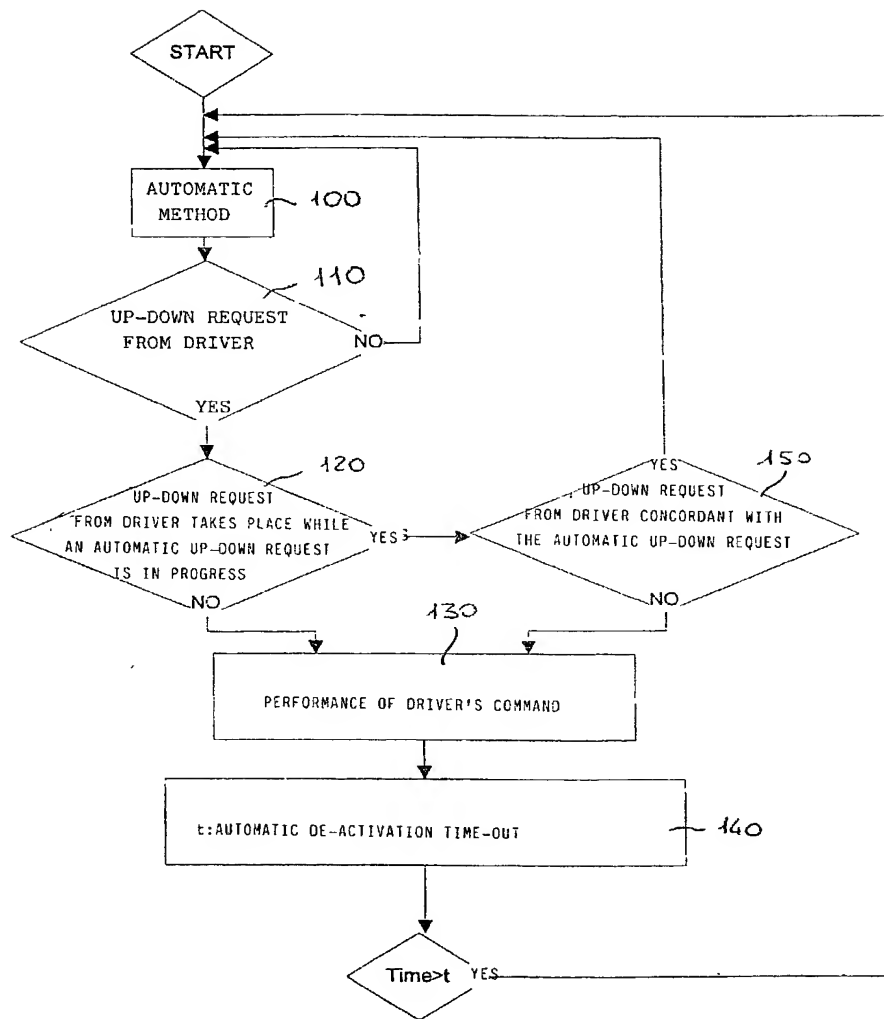 START
AUTOMATIC
METHOD
100
110
UP-DOWN REQUEST
FROM DRIVER
NO
YES
120
UP-DOWN REQUEST
FROM DRIVER TAKES PLACE WHILE
AN AUTOMATIC UP-DOWN REQUEST
IS IN PROGRESS
YES
NO
150
YES
UP-DOWN REQUEST
FROM DRIVER CONCORDANT WITH
THE AUTOMATIC UP-DOWN REQUEST
NO
130
PERFORMANCE OF DRIVER'S COMMAND
t:AUTOMATIC DE-ACTIVATION TIME-OUT
140
Time>t
YES